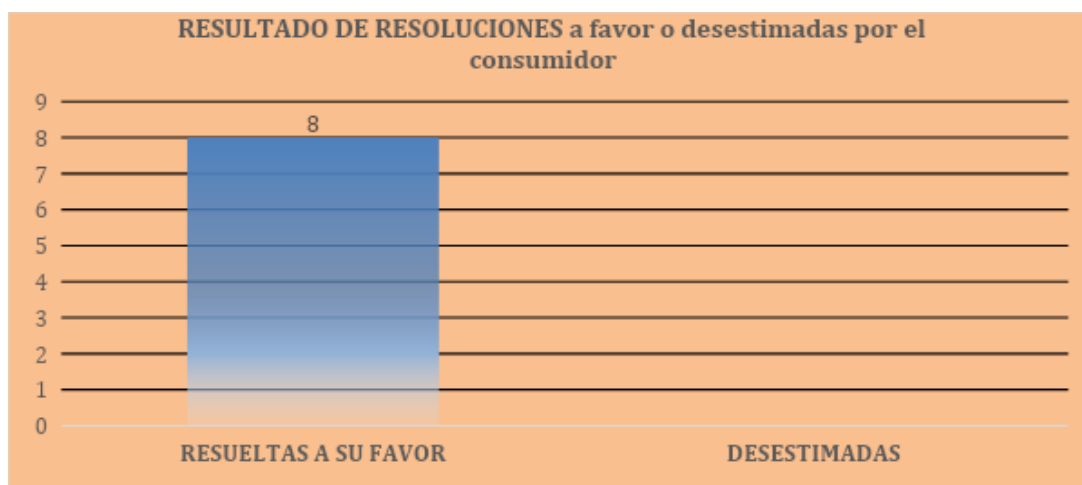 RESULTADO DE RESOLUCIONES a favor o desestimadas por el
consumidor
9
8
8
7
6
5
4
3
2
1
0
RESUELTAS A SU FAVOR
DESESTIMADAS